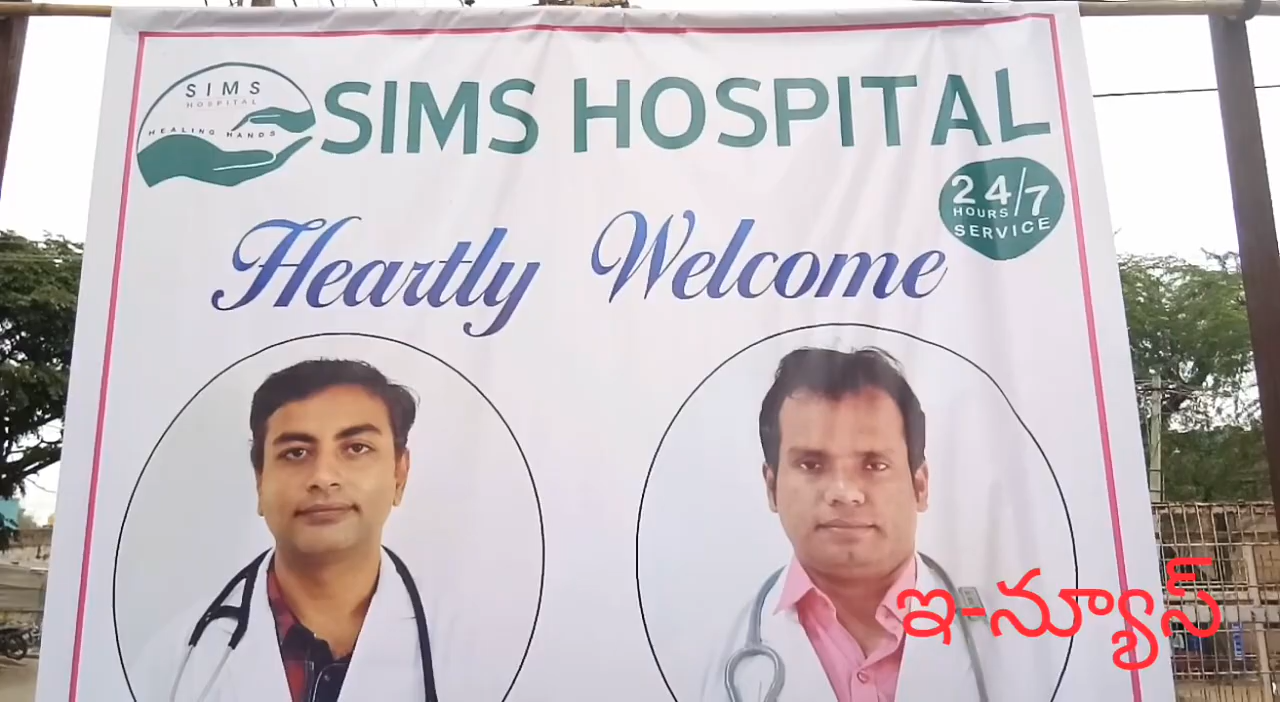 SIMS
HOSPITAL
HEALING HANDS
SIMS HOSPITAL
24/7
HOURS
SERVICE
Heartly Welcome
ఇ-న్యూస్